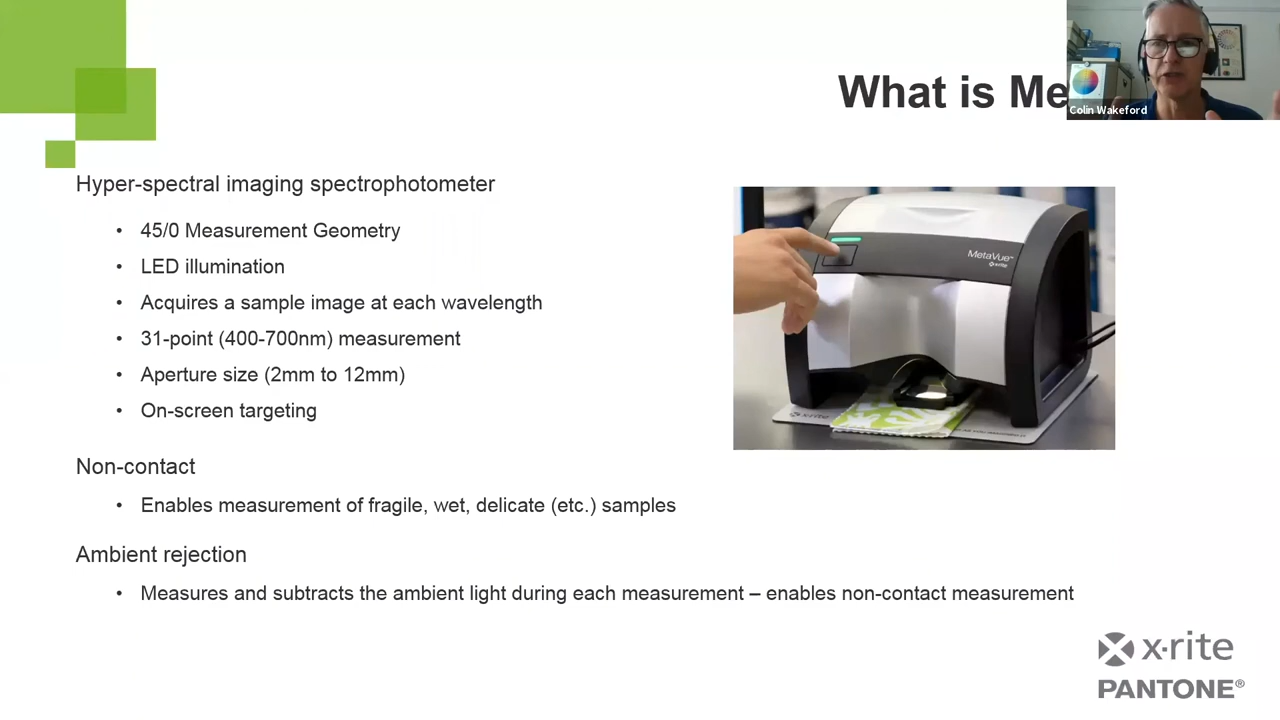 What is Me
Colin Wakeford
Hyper-spectral imaging spectrophotometer
• 45/0 Measurement Geometry
• LED illumination
• Acquires a sample image at each wavelength
• 31-point (400-700nm) measurement
• Aperture size (2mm to 12mm)
• On-screen targeting
MetaVue™
x-rite
x-rite
Non-contact
• Enables measurement of fragile, wet, delicate (etc.) samples
Ambient rejection
• Measures and subtracts the ambient light during each measurement – enables non-contact measurement
x·rite
PANTONE®